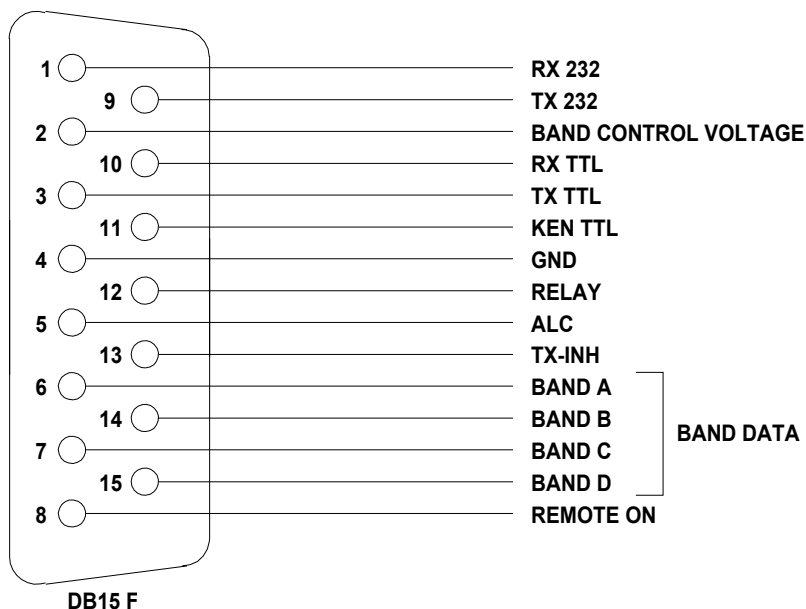 1 RX 232
9 TX 232
2 BAND CONTROL VOLTAGE
10 RX TTL
3 TX TTL
11 KEN TTL
4 GND
12 RELAY
5 ALC
13 TX-INH
6 BAND A
14 BAND B
BAND DATA
7 BAND C
15 BAND D
8 REMOTE ON
DB15 F